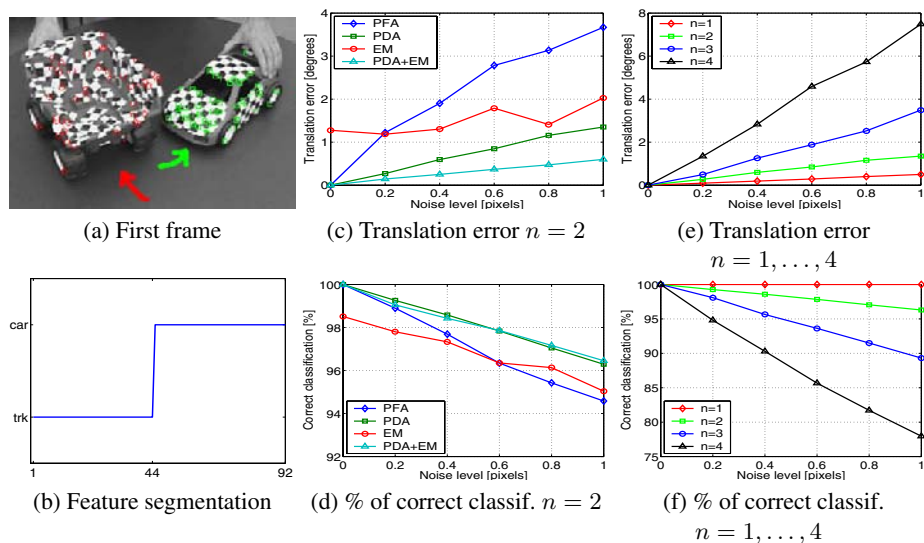 (a) First frame
car
trk
1 44 92
(b) Feature segmentation
4
3
2
1
0
Translation error [degrees]
PFA
PDA
EM
PDA+EM
0 0.2 0.4 0.6 0.8 1
Noise level [pixels]
(c) Translation error n = 2
100
98
96
94
92
Correct classification [%]
PFA
PDA
EM
PDA+EM
0 0.2 0.4 0.6 0.8 1
Noise level [pixels]
(d) % of correct classif. n = 2
8
6
4
2
0
Translation error [degrees]
n=1
n=2
n=3
n=4
0 0.2 0.4 0.6 0.8 1
Noise level [pixels]
(e) Translation error
n = 1, . . . , 4
100
95
90
85
80
75
Correct classification [%]
n=1
n=2
n=3
n=4
0 0.2 0.4 0.6 0.8 1
Noise level [pixels]
(f) % of correct classif.
n = 1, . . . , 4